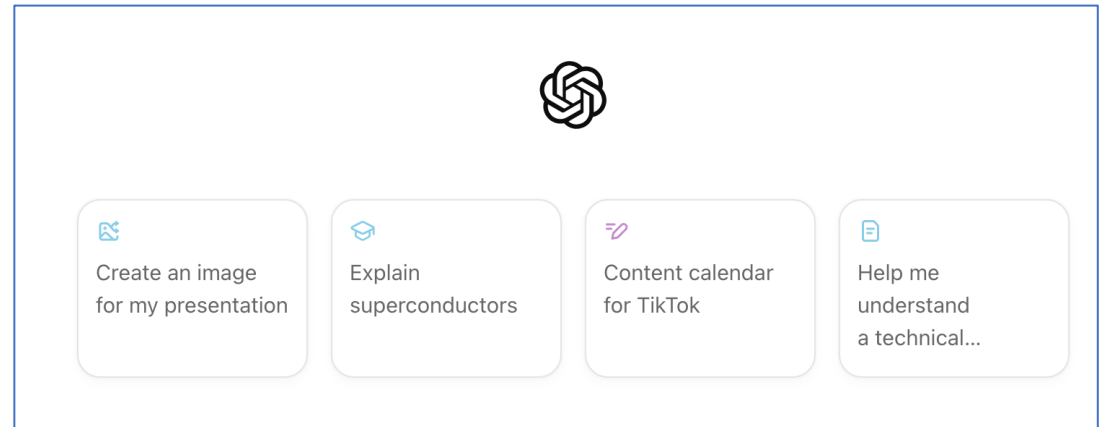 Create an image
for my presentation
Explain
superconductors
Content calendar
for TikTok
Help me
understand
a technical...